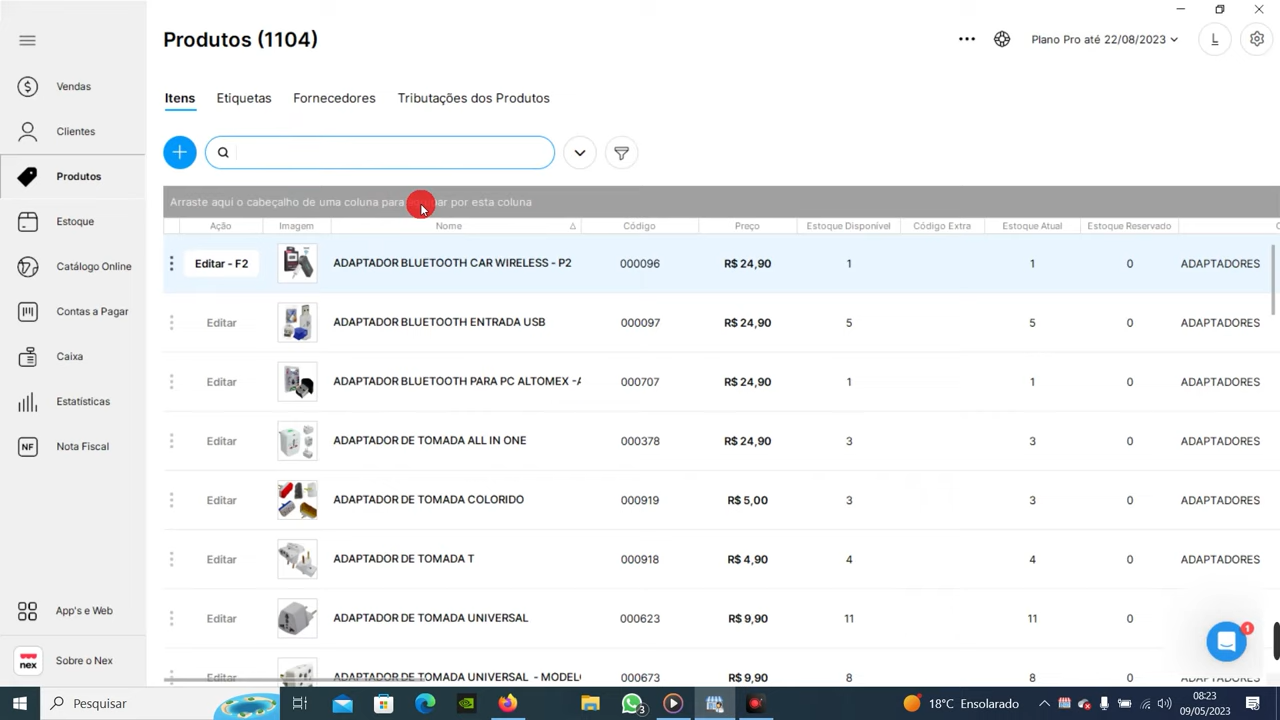 Produtos (1104)
Plano Pro até 22/08/2023
L
Vendas
Clientes
Produtos
Estoque
Catálogo Online
Contas a Pagar
Caixa
Estatísticas
NF Nota Fiscal
App's e Web
nex Sobre o Nex
Itens Etiquetas Fornecedores Tributações dos Produtos
Arraste aqui o cabeçalho de uma coluna para por esta coluna
Ação Imagem Nome Código Preço Estoque Disponível Código Extra Estoque Atual Estoque Reservado
Editar - F2 ADAPTADOR BLUETOOTH CAR WIRELESS - P2 000096 R$ 24,90 1 1 0 ADAPTADORES
Editar ADAPTADOR BLUETOOTH ENTRADA USB 000097 R$ 24,90 5 5 0 ADAPTADORES
Editar ADAPTADOR BLUETOOTH PARA PC ALTOMEX - 000707 R$ 24,90 1 1 0 ADAPTADORES
Editar ADAPTADOR DE TOMADA ALL IN ONE 000378 R$ 24,90 3 3 0 ADAPTADORES
Editar ADAPTADOR DE TOMADA COLORIDO 000919 R$ 5,00 3 3 0 ADAPTADORES
Editar ADAPTADOR DE TOMADA T 000918 R$ 4,90 4 4 0 ADAPTADORES
Editar ADAPTADOR DE TOMADA UNIVERSAL 000623 R$ 9,90 11 11 0
Editar ADAPTADOR DE TOMADA UNIVERSAL - MODEL 000673 R$ 9,90 8 8 0
1
Pesquisar
3
18°C Ensolarado
08:23
09/05/2023